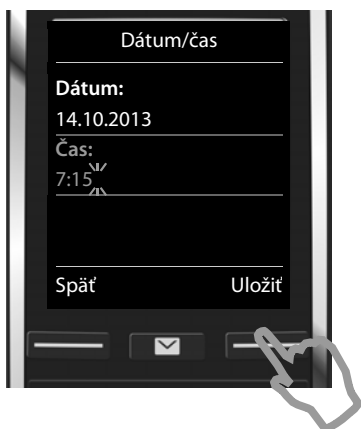 Dátum/čas
Dátum:
14.10.2013
Čas:
7:15
Späť Uložiť